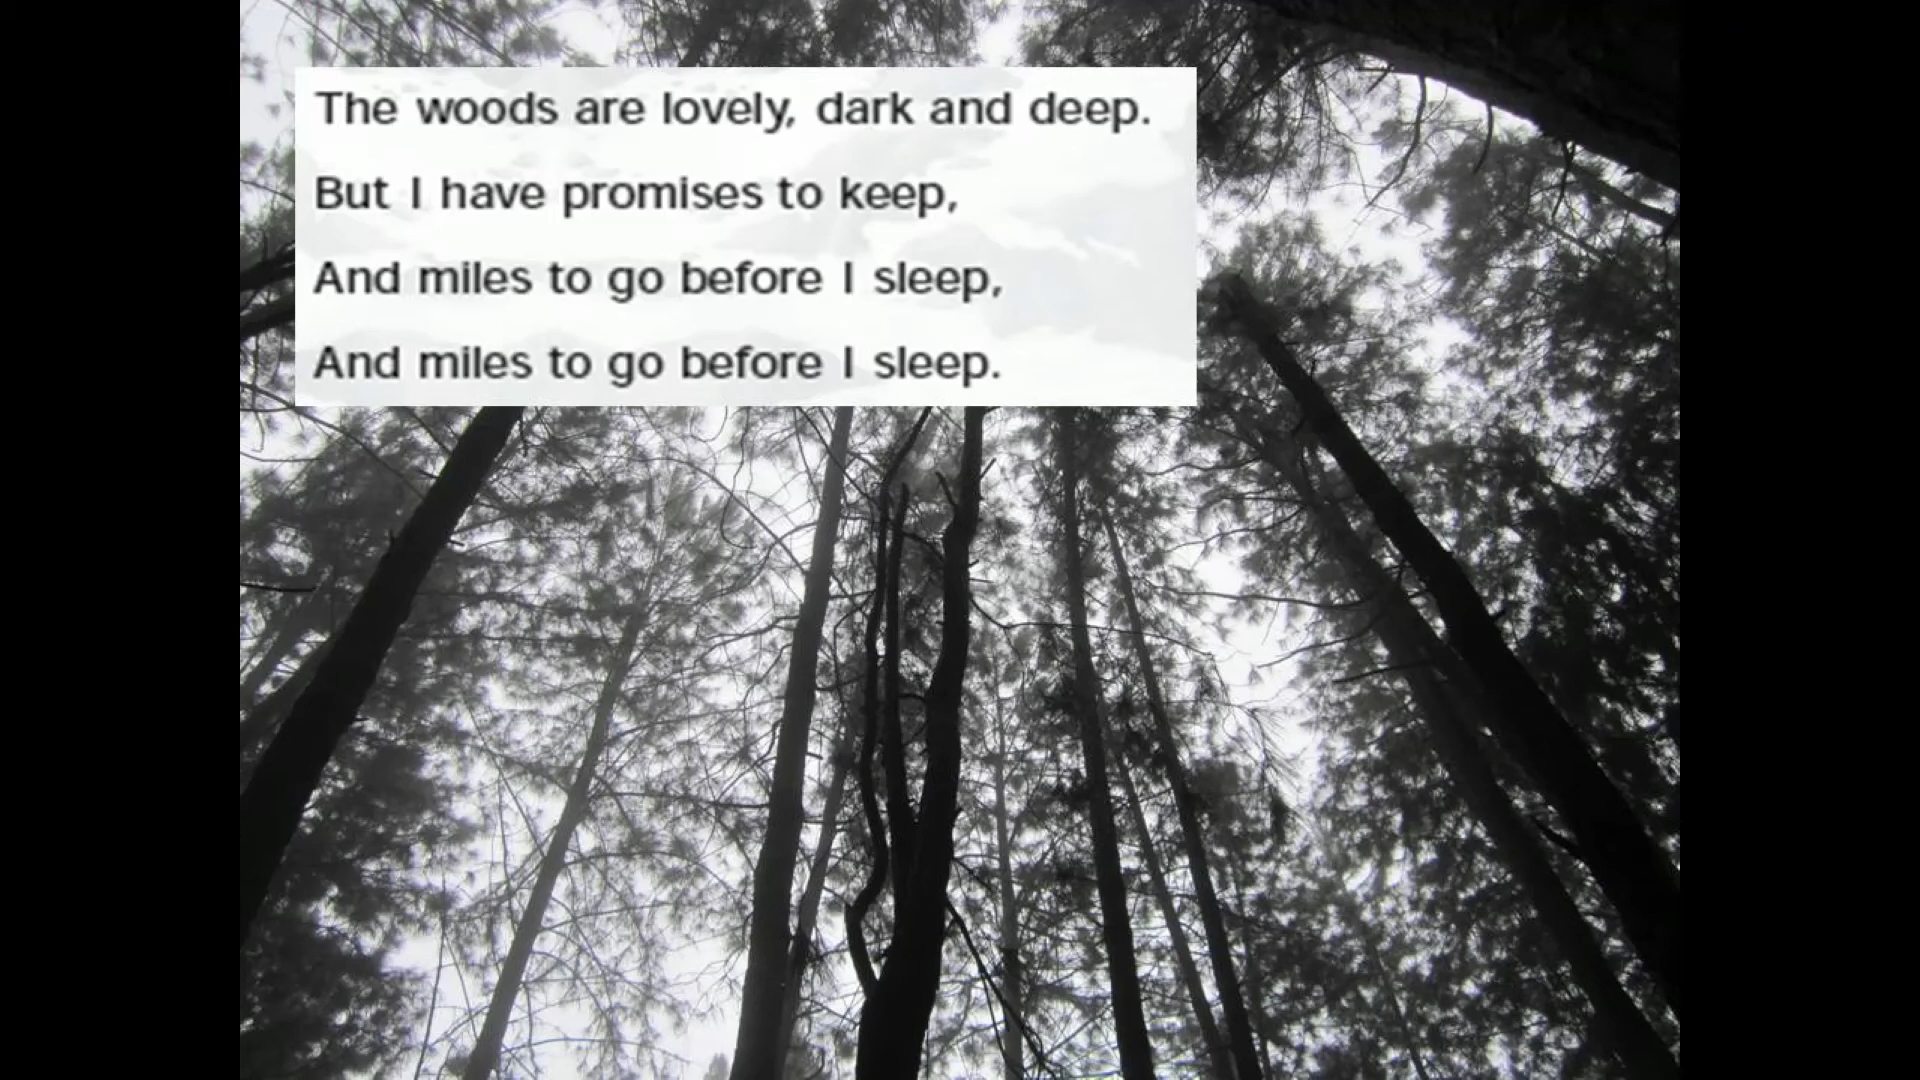 The woods are lovely, dark and deep.
But I have promises to keep,
And miles to go before I sleep,
And miles to go before I sleep.